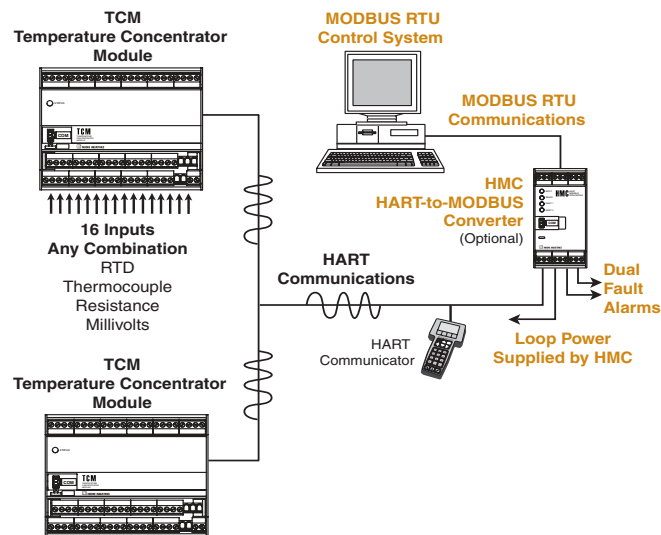 TCM
Temperature Concentrator
Module
MODBUS RTU
Control System
MODBUS RTU
Communications
COM
TCM
HMC
HART-to-MODBUS
Converter
(Optional)
HMC
16 Inputs
Any Combination
RTD
Thermocouple
Resistance
Millivolts
HART
Communications
Dual
Fault
Alarms
HART
Communicator
Loop Power
Supplied by HMC
TCM
Temperature Concentrator
Module
COM
TCM